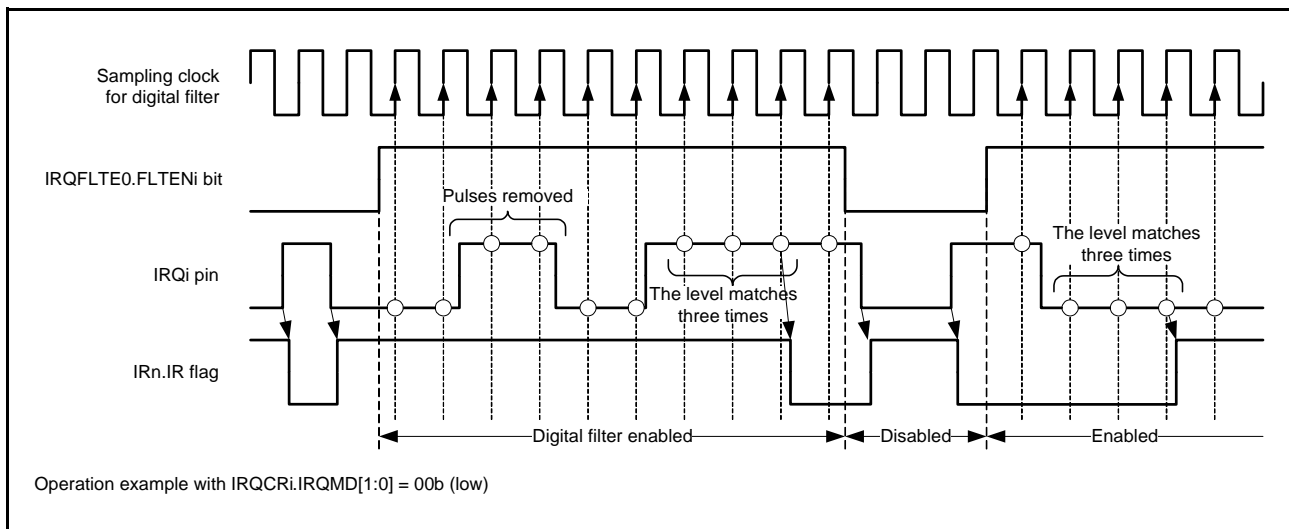 Sampling clock
for digital filter
IRQFLTE0.FLTENi bit
Pulses removed
IRQi pin
The level matches
three times
The level matches
three times
IRn.IR flag
Digital filter enabled
Disabled
Enabled
Operation example with IRQCRi.IRQMD[1:0] = 00b (low)